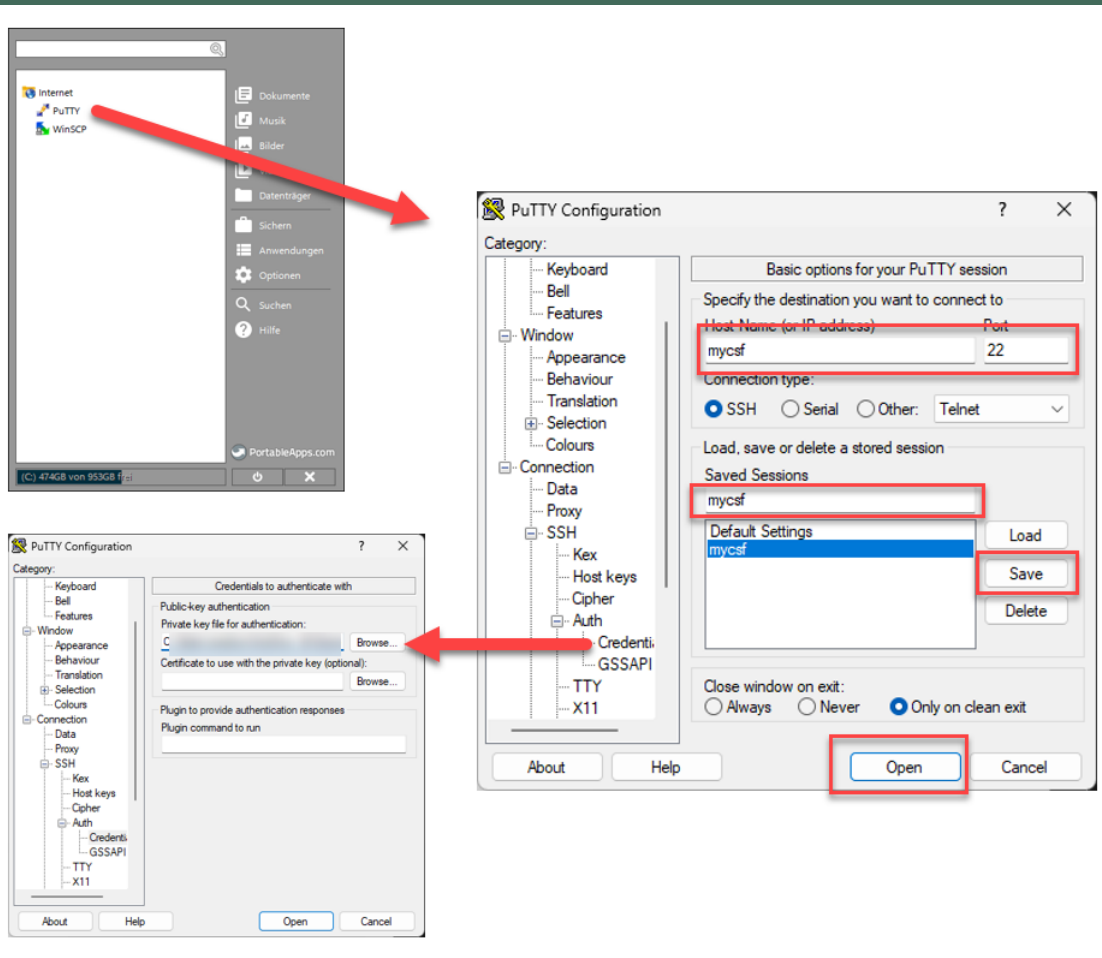 Internet
PuTTY
WinSCP
Dokumente
Musik
Bilder
Datenträger
Sichern
Anwendungen
Optionen
Suchen
Hilfe
PortableApps.com
(C:) 474GB von 953GB frei
PuTTY Configuration
?
Category:
Keyboard
Bell
Features
Window
Appearance
Behaviour
Translation
Selection
Colours
Connection
Data
Proxy
SSH
Kex
Host keys
Cipher
Auth
Credenti
GSSAPI
TTY
X11
Basic options for your PuTTY session
Specify the destination you want to connect to
Host Name (or IP address) Port
mycsf 22
Connection type:
SSH Serial Other: Telnet
Load, save or delete a stored session
Saved Sessions
mycsf
Default Settings
mycsf
Load
Save
Delete
Close window on exit:
Always Never Only on clean exit
About Help Open Cancel
PuTTY Configuration
?
Category:
Keyboard
Bell
Features
Window
Appearance
Behaviour
Translation
Selection
Colours
Connection
Data
Proxy
SSH
Kex
Host keys
Cipher
Auth
Credenti
GSSAPI
TTY
X11
Credentials to authenticate with
Public-key authentication
Private key file for authentication:
C
Browse...
Certificate to use with the private key (optional):
Browse...
Plugin to provide authentication responses
Plugin command to run
About Help Open Cancel